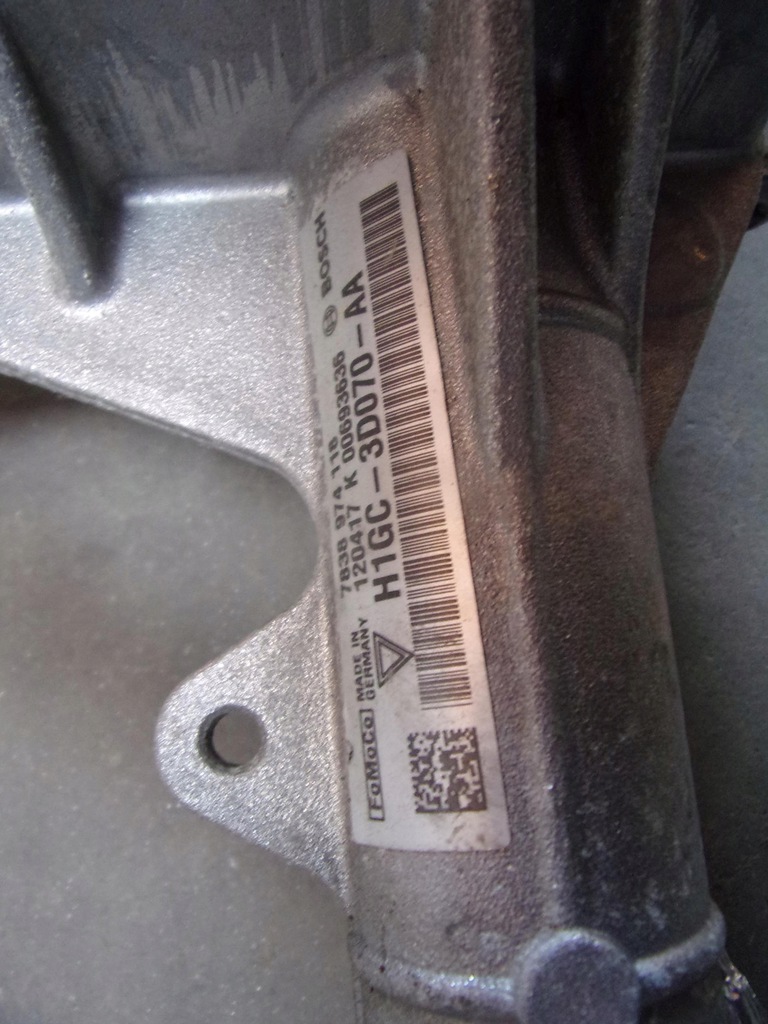 7838 974 118 BOSCH
120417 K 00693636
FoMoCo MADE IN GERMANY H1GC-3D070-AA